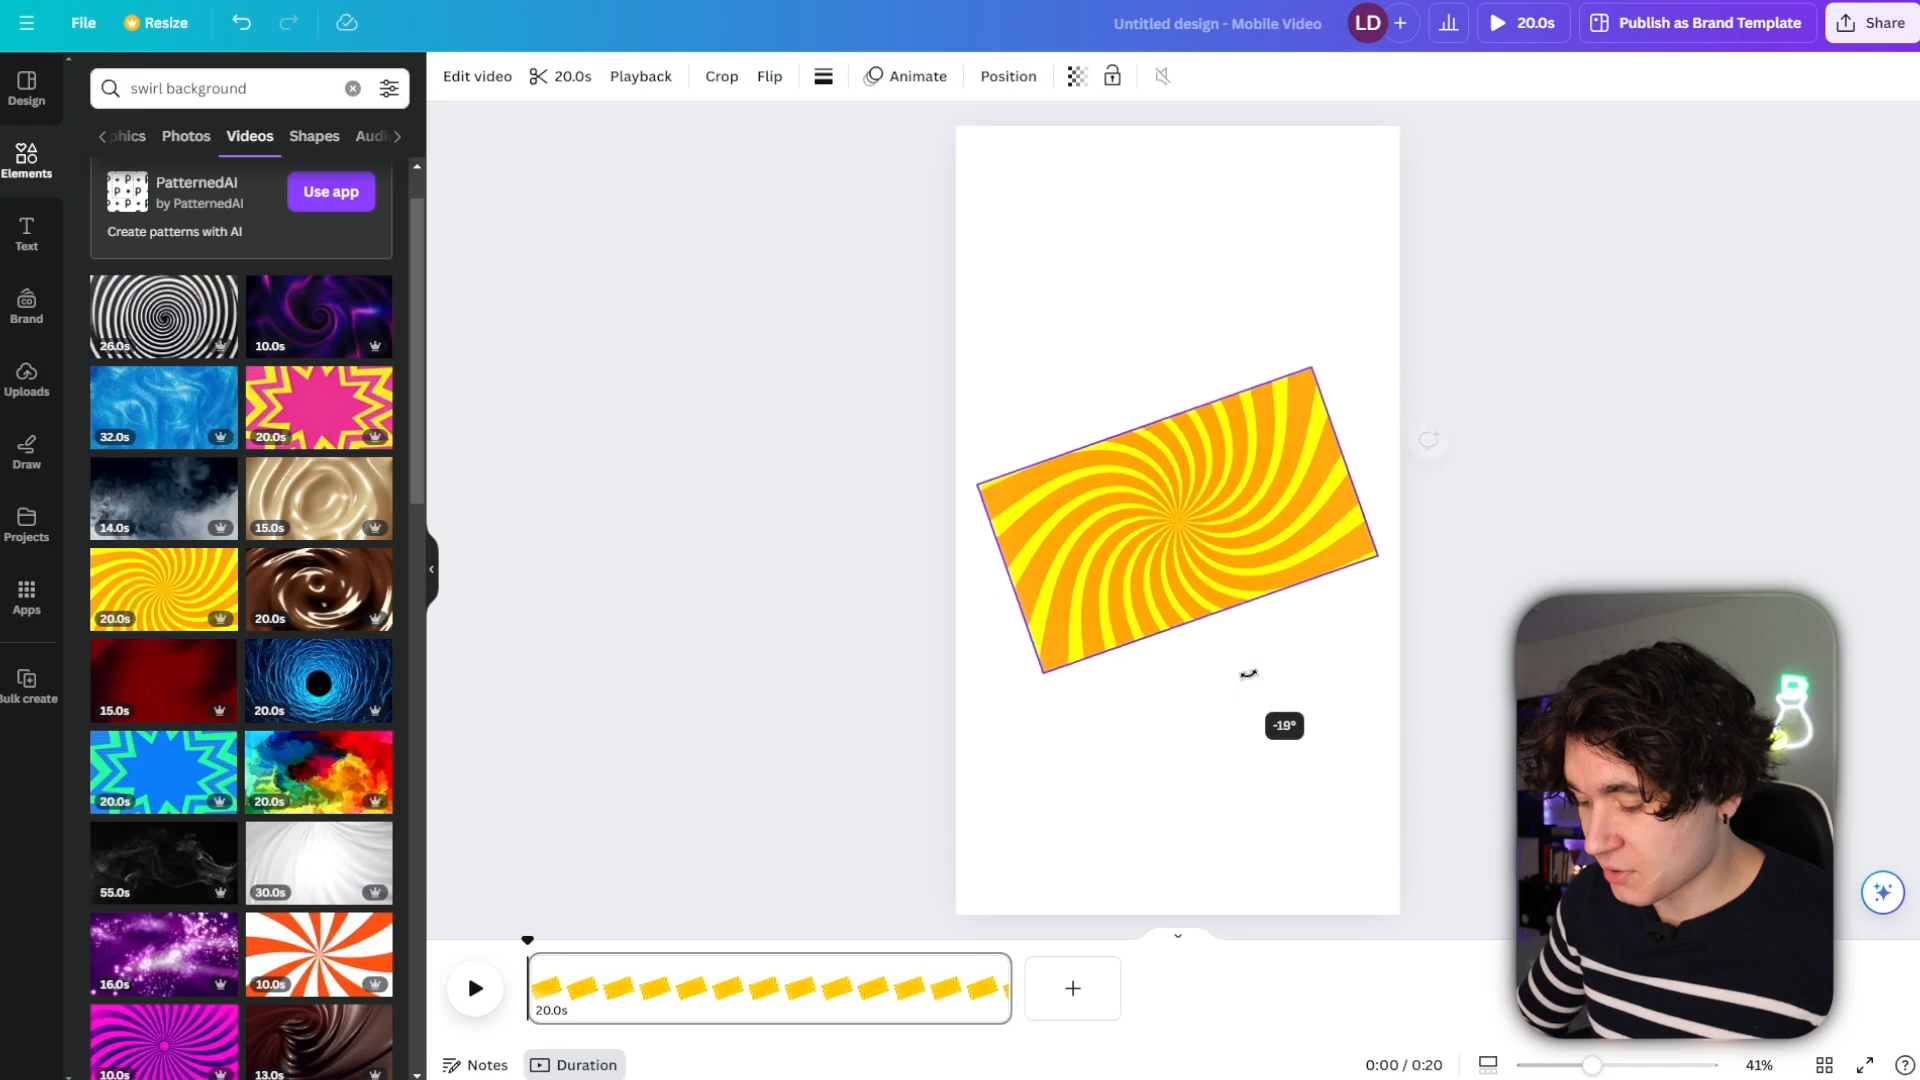 File
Resize
Untitled design - Mobile Video
LD
20.0s
Publish as Brand Template
Share
Design
Elements
Text
Brand
Uploads
Draw
Projects
Apps
Bulk create
swirl background
phics
Photos
Videos
Shapes
Audi
PatternedAI
by PatternedAI
Use app
Create patterns with AI
26.0s
10.0s
32.0s
20.0s
14.0s
15.0s
20.0s
20.0s
15.0s
20.0s
20.0s
20.0s
55.0s
30.0s
16.0s
10.0s
10.0s
13.0s
Edit video
20.0s
Playback
Crop
Flip
Animate
Position
-19°
20.0s
Notes
Duration
0:00 / 0:20
41%